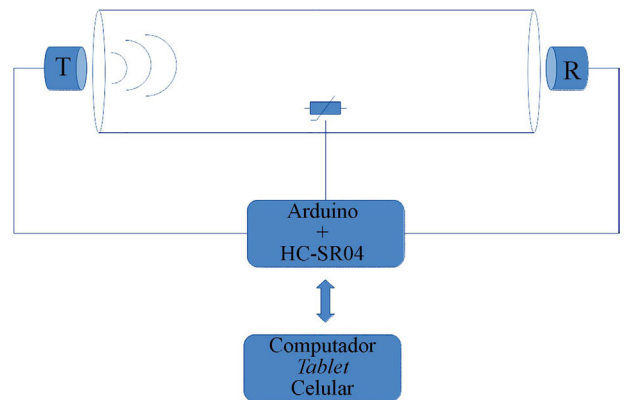 T
R
Arduino
+
HC-SR04
Computador
Tablet
Celular